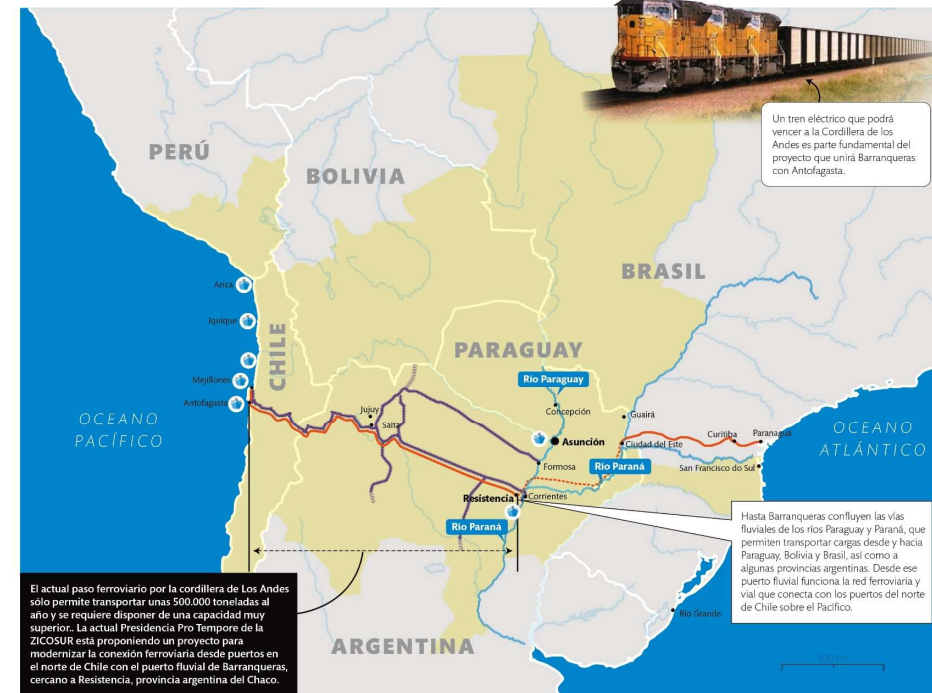 Un tren eléctrico que podrá
vencer a la Cordillera de los
Andes es parte fundamental del
proyecto que unirá Barranqueras
con Antofagasta.
PERÚ
BOLIVIA
BRASIL
Arica
Iquique
CHILE
PARAGUAY
Mejillones
Antofagasta
Río Paraguay
Concepción
Jujuy
Salta
Guairá
OCEANO
PACÍFICO
Asunción
Ciudad del Este
Curitiba
Paranaguá
OCEANO
ATLÁNTICO
Formosa
Río Paraná
San Francisco do Sul
Resistencia
Corrientes
Río Paraná
Hasta Barranqueras confluyen las vías
fluviales de los ríos Paraguay y Paraná, que
permiten transportar cargas desde y hacia
Paraguay, Bolivia y Brasil, así como a
algunas provincias argentinas. Desde ese
puerto fluvial funciona la red ferroviaria y
vial que conecta con los puertos del norte
de Chile sobre el Pacífico.
El actual paso ferroviario por la cordillera de Los Andes
sólo permite transportar unas 500.000 toneladas al
año y se requiere disponer de una capacidad muy
superior.. La actual Presidencia Pro Tempore de la
ZICOSUR está proponiendo un proyecto para
modernizar la conexión ferroviaria desde puertos en
el norte de Chile con el puerto fluvial de Barranqueras,
cercano a Resistencia, provincia argentina del Chaco.
Rio Grande
ARGENTINA
400 km